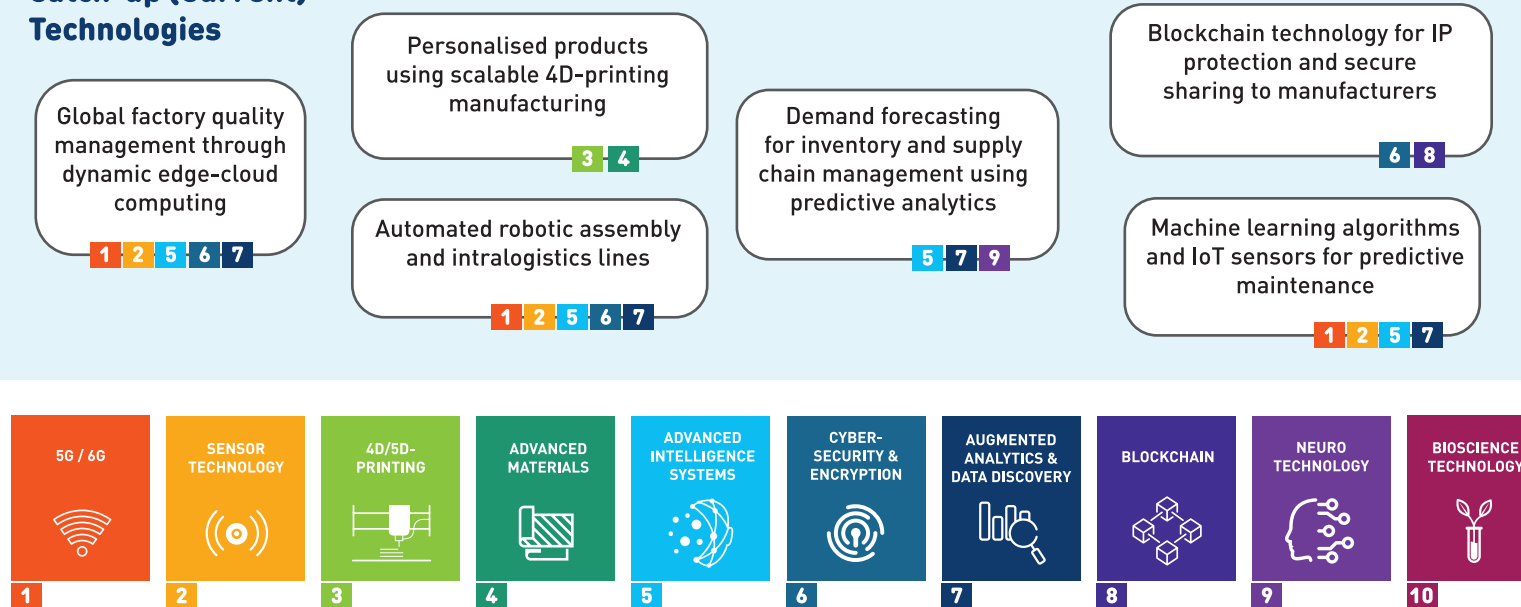 Catch-up (Current)
Technologies
Global factory quality
management through
dynamic edge-cloud
computing
1 2 5 6 7
Personalised products
using scalable 4D-printing
manufacturing
3 4
Automated robotic assembly
and intralogistics lines
1 2 5 6 7
Demand forecasting
for inventory and supply
chain management using
predictive analytics
5 7 9
Blockchain technology for IP
protection and secure
sharing to manufacturers
6 8
Machine learning algorithms
and IoT sensors for predictive
maintenance
1 2 5 7
5G / 6G
1
SENSOR
TECHNOLOGY
2
4D/5D-
PRINTING
3
ADVANCED
MATERIALS
4
ADVANCED
INTELLIGENCE
SYSTEMS
5
CYBER-
SECURITY &
ENCRYPTION
6
AUGMENTED
ANALYTICS &
DATA DISCOVERY
7
BLOCKCHAIN
8
NEURO
TECHNOLOGY
9
BIOSCIENCE
TECHNOLOGY
10